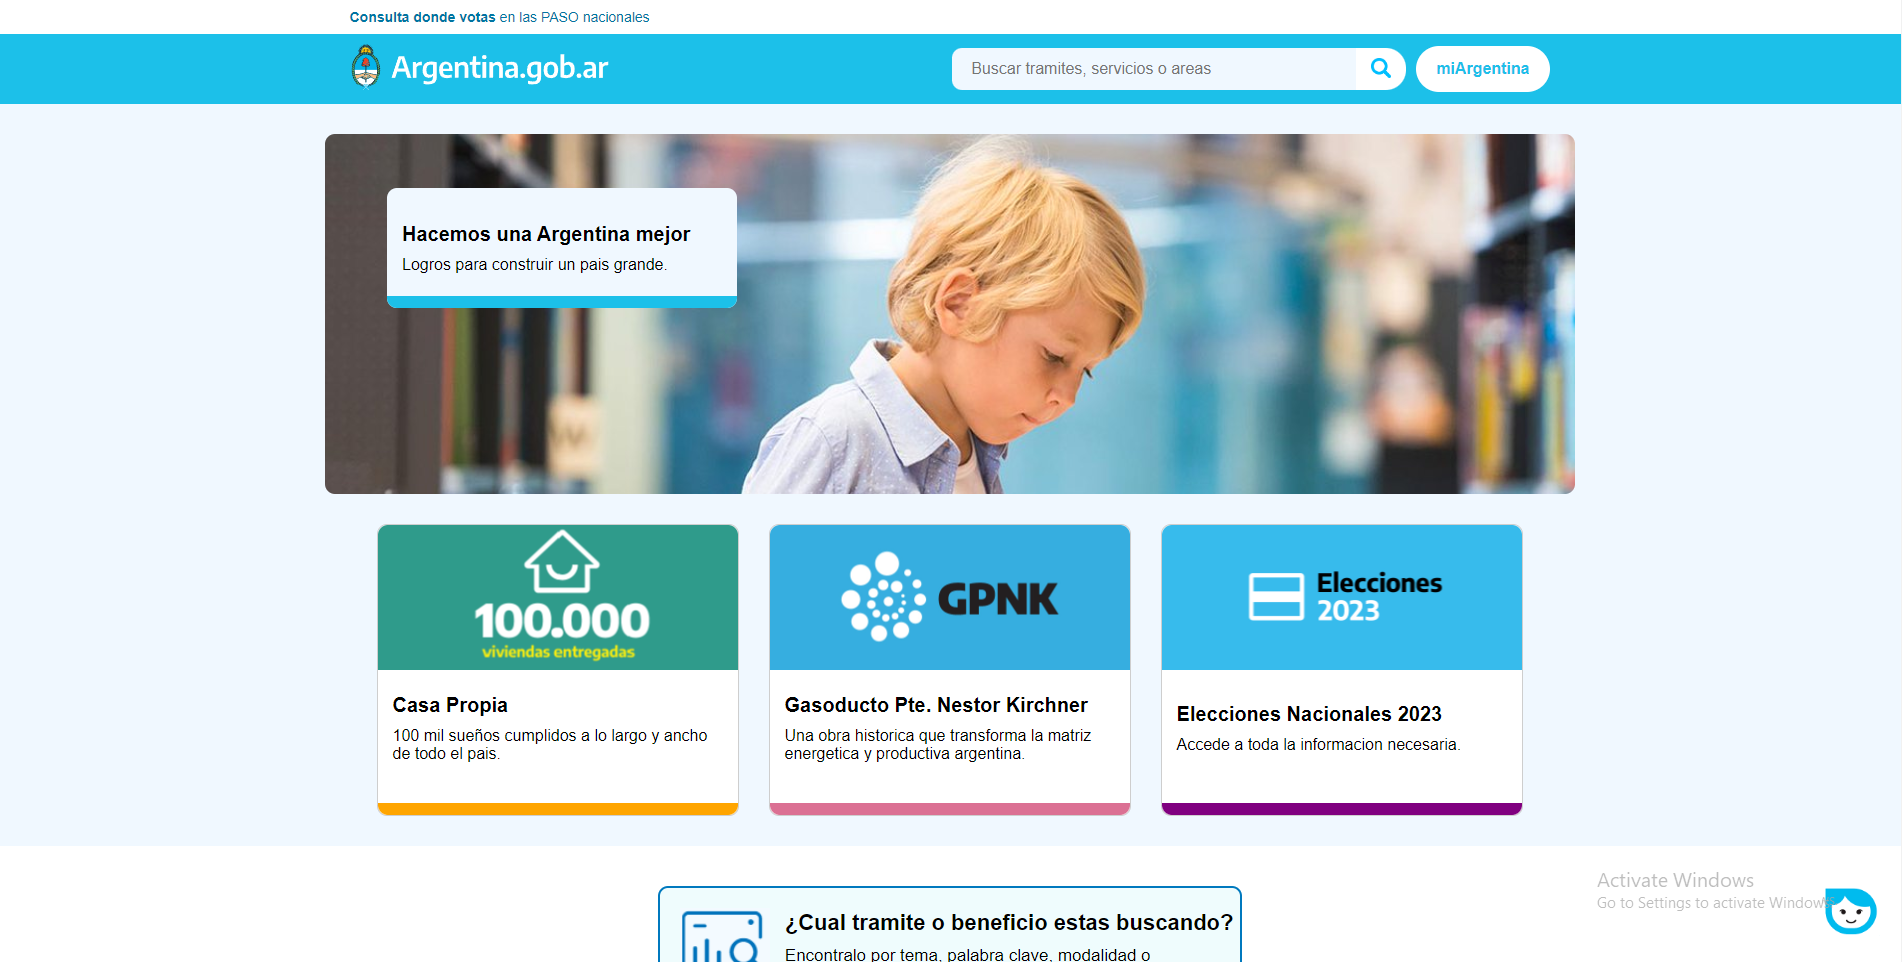 Consulta donde votas en las PASO nacionales
Argentina.gob.ar
Buscar tramites, servicios o areas
miArgentina
Hacemos una Argentina mejor
Logros para construir un pais grande.
100.000
viviendas entregadas
Casa Propia
100 mil sueños cumplidos a lo largo y ancho
de todo el pais.
GPNK
Gasoducto Pte. Nestor Kirchner
Una obra historica que transforma la matriz
energetica y productiva argentina.
Elecciones
2023
Elecciones Nacionales 2023
Accede a toda la informacion necesaria.
¿Cual tramite o beneficio estas buscando?
Encontralo por tema, palabra clave, modalidad o
Activate Windows
Go to Settings to activate Windows